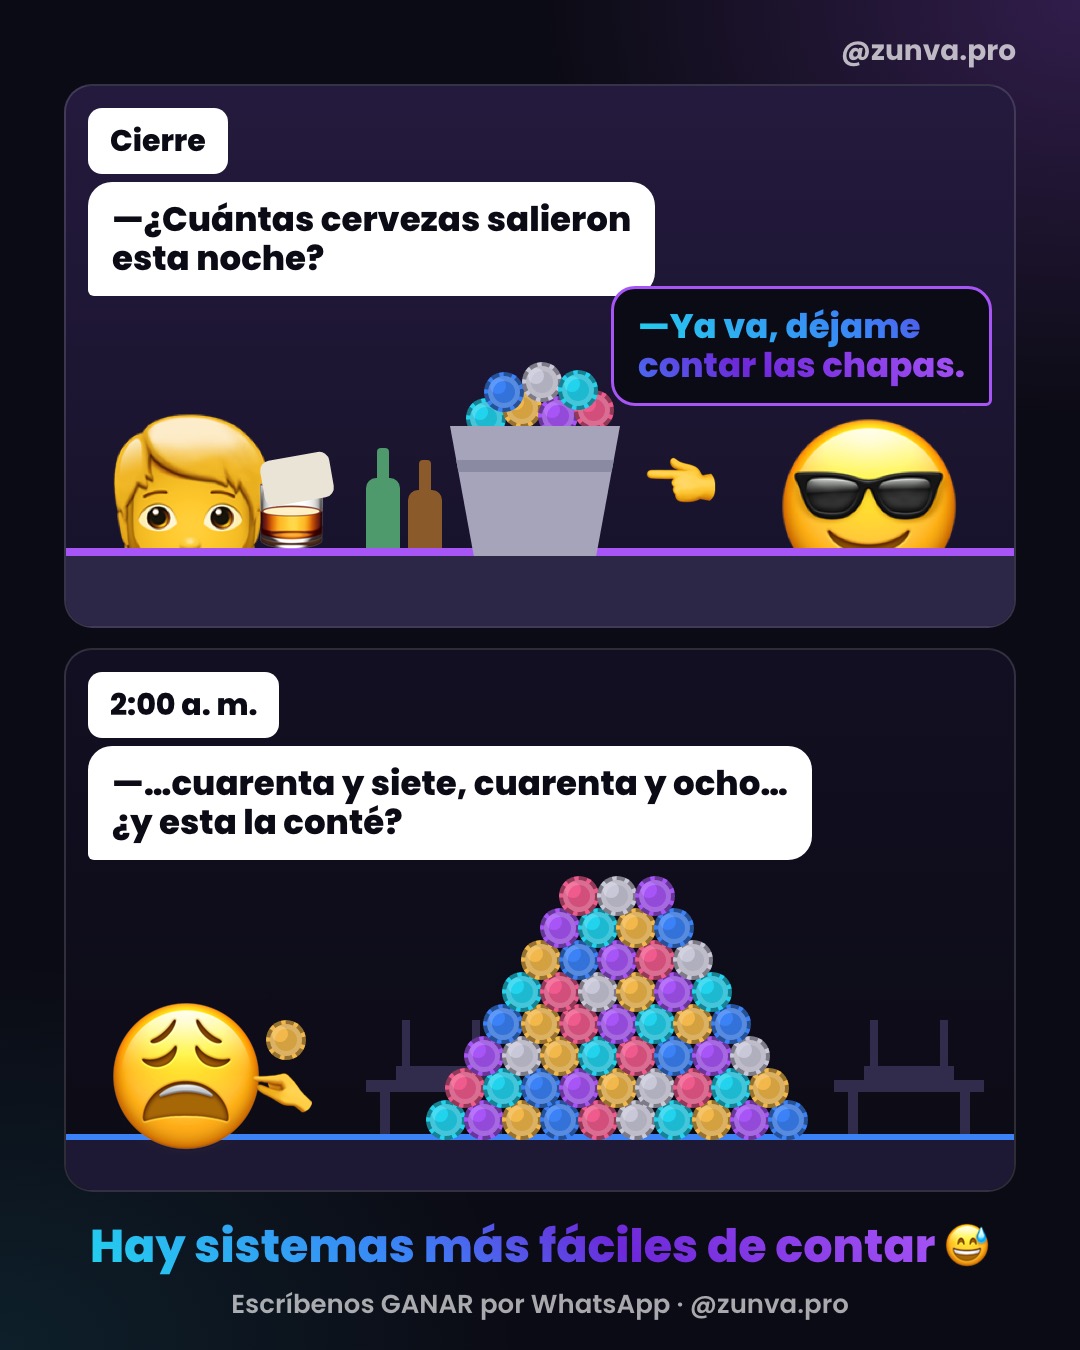 @zunva.pro
Cierre
—¿Cuántas cervezas salieron
esta noche?
—Ya va, déjame
contar las chapas.
2:00 a. m.
—...cuarenta y siete, cuarenta y ocho...
¿y esta la conté?
Hay sistemas más fáciles de contar 😅
Escríbenos GANAR por WhatsApp · @zunva.pro